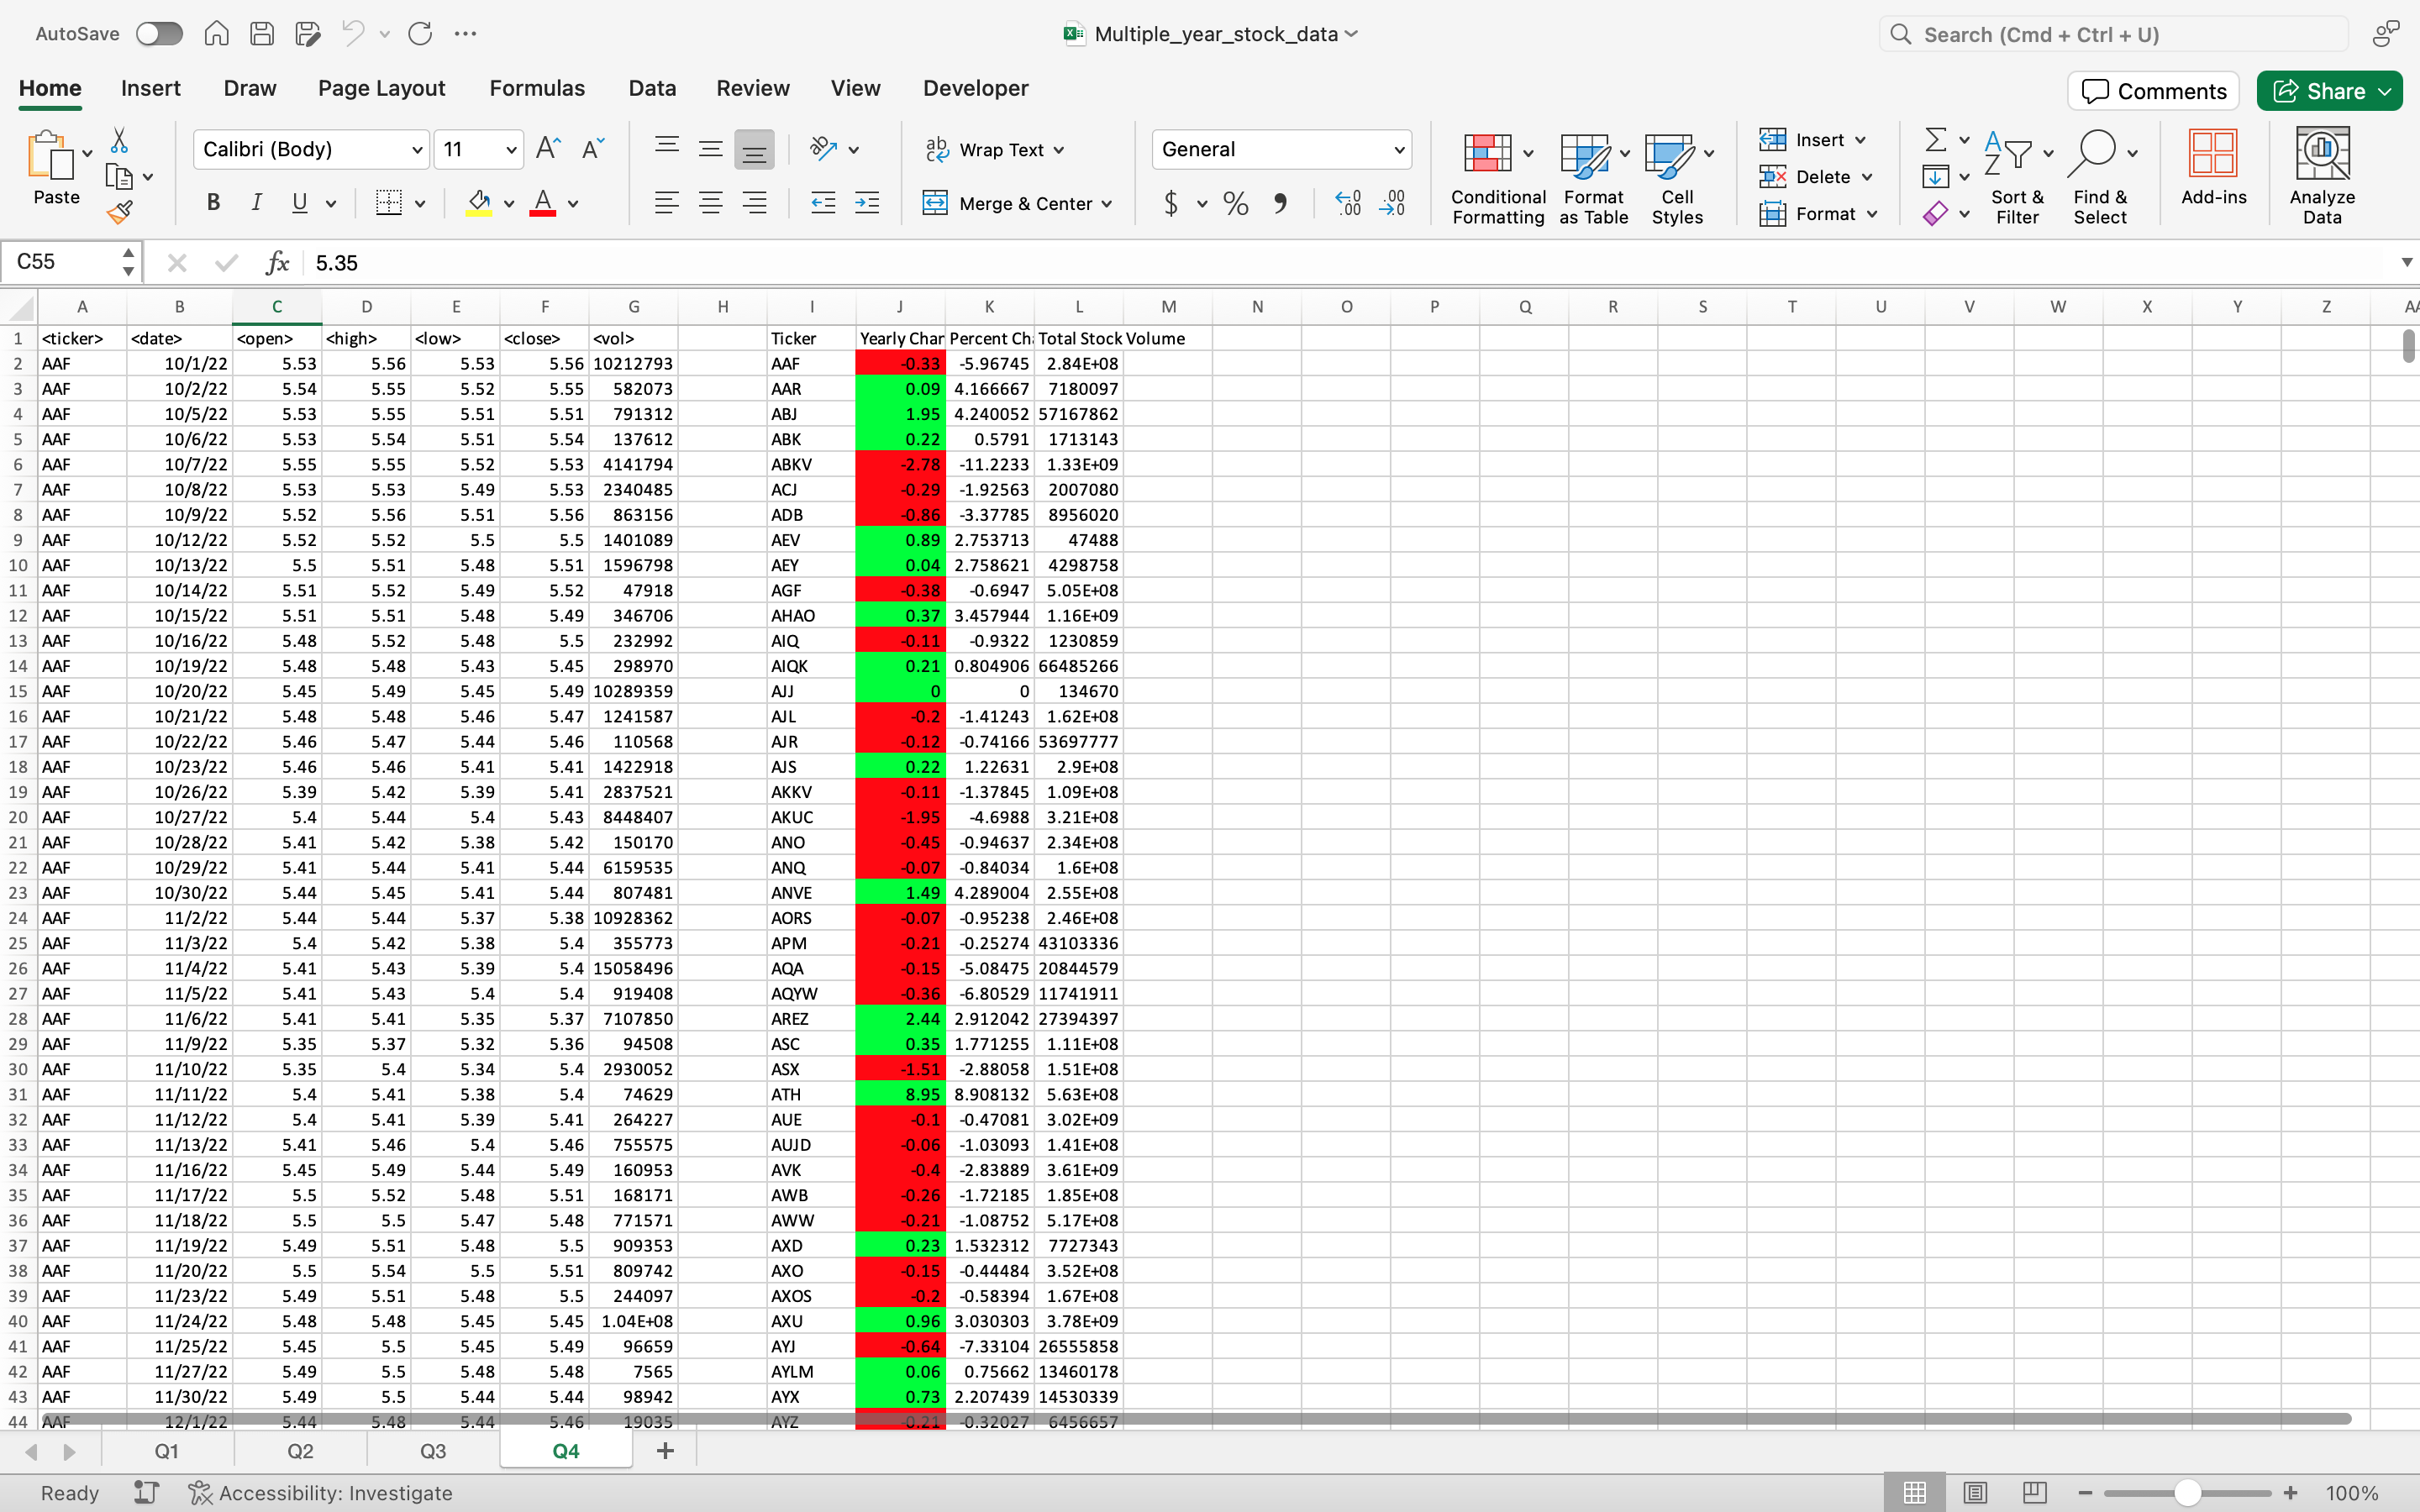 AutoSave Multiple_year_stock_data Search (Cmd + Ctrl + U)
Home Insert Draw Page Layout Formulas Data Review View Developer Comments Share
Paste Calibri (Body) 11 A A Wrap Text General Insert
B I U A Merge & Center $ % Conditional Formatting Format as Table Cell Styles Delete Format Sort & Filter Find & Select Add-ins Analyze Data
C55 fx 5.35
A B C D E F G H I J K L M N O P Q R S T U V W X Y Z
1 <ticker> <date> <open> <high> <low> <close> <vol> Ticker Yearly Char Percent Ch Total Stock Volume
2 AAF 10/1/22 5.53 5.56 5.53 5.56 10212793 AAF -0.33 -5.96745 2.84E+08
3 AAF 10/2/22 5.54 5.55 5.52 5.55 582073 AAR 0.09 4.166667 7180097
4 AAF 10/5/22 5.53 5.55 5.51 5.51 791312 ABJ 1.95 4.240052 57167862
5 AAF 10/6/22 5.53 5.54 5.51 5.54 137612 ABK 0.22 0.5791 1713143
6 AAF 10/7/22 5.55 5.55 5.52 5.53 4141794 ABKV -2.78 -11.2233 1.33E+09
7 AAF 10/8/22 5.53 5.53 5.49 5.53 2340485 ACJ -0.29 -1.92563 2007080
8 AAF 10/9/22 5.52 5.56 5.51 5.56 863156 ADB -0.86 -3.37785 8956020
9 AAF 10/12/22 5.52 5.52 5.5 5.5 1401089 AEV 0.89 2.753713 47488
10 AAF 10/13/22 5.5 5.51 5.48 5.51 1596798 AEY 0.04 2.758621 4298758
11 AAF 10/14/22 5.51 5.52 5.49 5.52 47918 AGF -0.38 -0.6947 5.05E+08
12 AAF 10/15/22 5.51 5.51 5.48 5.49 346706 AHAO 0.37 3.457944 1.16E+09
13 AAF 10/16/22 5.48 5.52 5.48 5.5 232992 AIQ -0.11 -0.9322 1230859
14 AAF 10/19/22 5.48 5.48 5.43 5.45 298970 AIQK 0.21 0.804906 66485266
15 AAF 10/20/22 5.45 5.49 5.45 5.49 10289359 AJJ 0 0 134670
16 AAF 10/21/22 5.48 5.48 5.46 5.47 1241587 AJL -0.2 -1.41243 1.62E+08
17 AAF 10/22/22 5.46 5.47 5.44 5.46 110568 AJR -0.12 -0.74166 53697777
18 AAF 10/23/22 5.46 5.46 5.41 5.41 1422918 AJS 0.22 1.22631 2.9E+08
19 AAF 10/26/22 5.39 5.42 5.39 5.41 2837521 AKKV -0.11 -1.37845 1.09E+08
20 AAF 10/27/22 5.4 5.44 5.4 5.43 8448407 AKUC -1.95 -4.6988 3.21E+08
21 AAF 10/28/22 5.41 5.42 5.38 5.42 150170 ANO -0.45 -0.94637 2.34E+08
22 AAF 10/29/22 5.41 5.44 5.41 5.44 6159535 ANQ -0.07 -0.84034 1.6E+08
23 AAF 10/30/22 5.44 5.45 5.41 5.44 807481 ANVE 1.49 4.289004 2.55E+08
24 AAF 11/2/22 5.44 5.44 5.37 5.38 10928362 AORS -0.07 -0.95238 2.46E+08
25 AAF 11/3/22 5.4 5.42 5.38 5.4 355773 APM -0.21 -0.25274 43103336
26 AAF 11/4/22 5.41 5.43 5.39 5.4 15058496 AQA -0.15 -5.08475 20844579
27 AAF 11/5/22 5.41 5.43 5.4 5.4 919408 AQYW -0.36 -6.80529 11741911
28 AAF 11/6/22 5.41 5.41 5.35 5.37 7107850 AREZ 2.44 2.912042 27394397
29 AAF 11/9/22 5.35 5.37 5.32 5.36 94508 ASC 0.35 1.771255 1.11E+08
30 AAF 11/10/22 5.35 5.4 5.34 5.4 2930052 ASX -1.51 -2.88058 1.51E+08
31 AAF 11/11/22 5.4 5.41 5.38 5.4 74629 ATH 8.95 8.908132 5.63E+08
32 AAF 11/12/22 5.4 5.41 5.39 5.41 264227 AUE -0.1 -0.47081 3.02E+09
33 AAF 11/13/22 5.41 5.46 5.4 5.46 755575 AUJD -0.06 -1.03093 1.41E+08
34 AAF 11/16/22 5.45 5.49 5.44 5.49 160953 AVK -0.4 -2.83889 3.61E+09
35 AAF 11/17/22 5.5 5.52 5.48 5.51 168171 AWB -0.26 -1.72185 1.85E+08
36 AAF 11/18/22 5.5 5.5 5.47 5.48 771571 AWW -0.21 -1.08752 5.17E+08
37 AAF 11/19/22 5.49 5.51 5.48 5.5 909353 AXD 0.23 1.532312 7727343
38 AAF 11/20/22 5.5 5.54 5.5 5.51 809742 AXO -0.15 -0.44484 3.52E+08
39 AAF 11/23/22 5.49 5.51 5.48 5.5 244097 AXOS -0.2 -0.58394 1.67E+08
40 AAF 11/24/22 5.48 5.48 5.45 5.45 1.04E+08 AXU 0.96 3.030303 3.78E+09
41 AAF 11/25/22 5.45 5.5 5.45 5.49 96659 AYJ -0.64 -7.33104 26555858
42 AAF 11/27/22 5.49 5.5 5.48 5.48 7565 AYLM 0.06 0.75662 13460178
43 AAF 11/30/22 5.49 5.5 5.44 5.44 98942 AYX 0.73 2.207439 14530339
44 AAF 12/1/22 5.44 5.48 5.44 5.46 19035 AYZ -0.21 -0.32027 6456657
Q1 Q2 Q3 Q4 +
Ready Accessibility: Investigate 100%